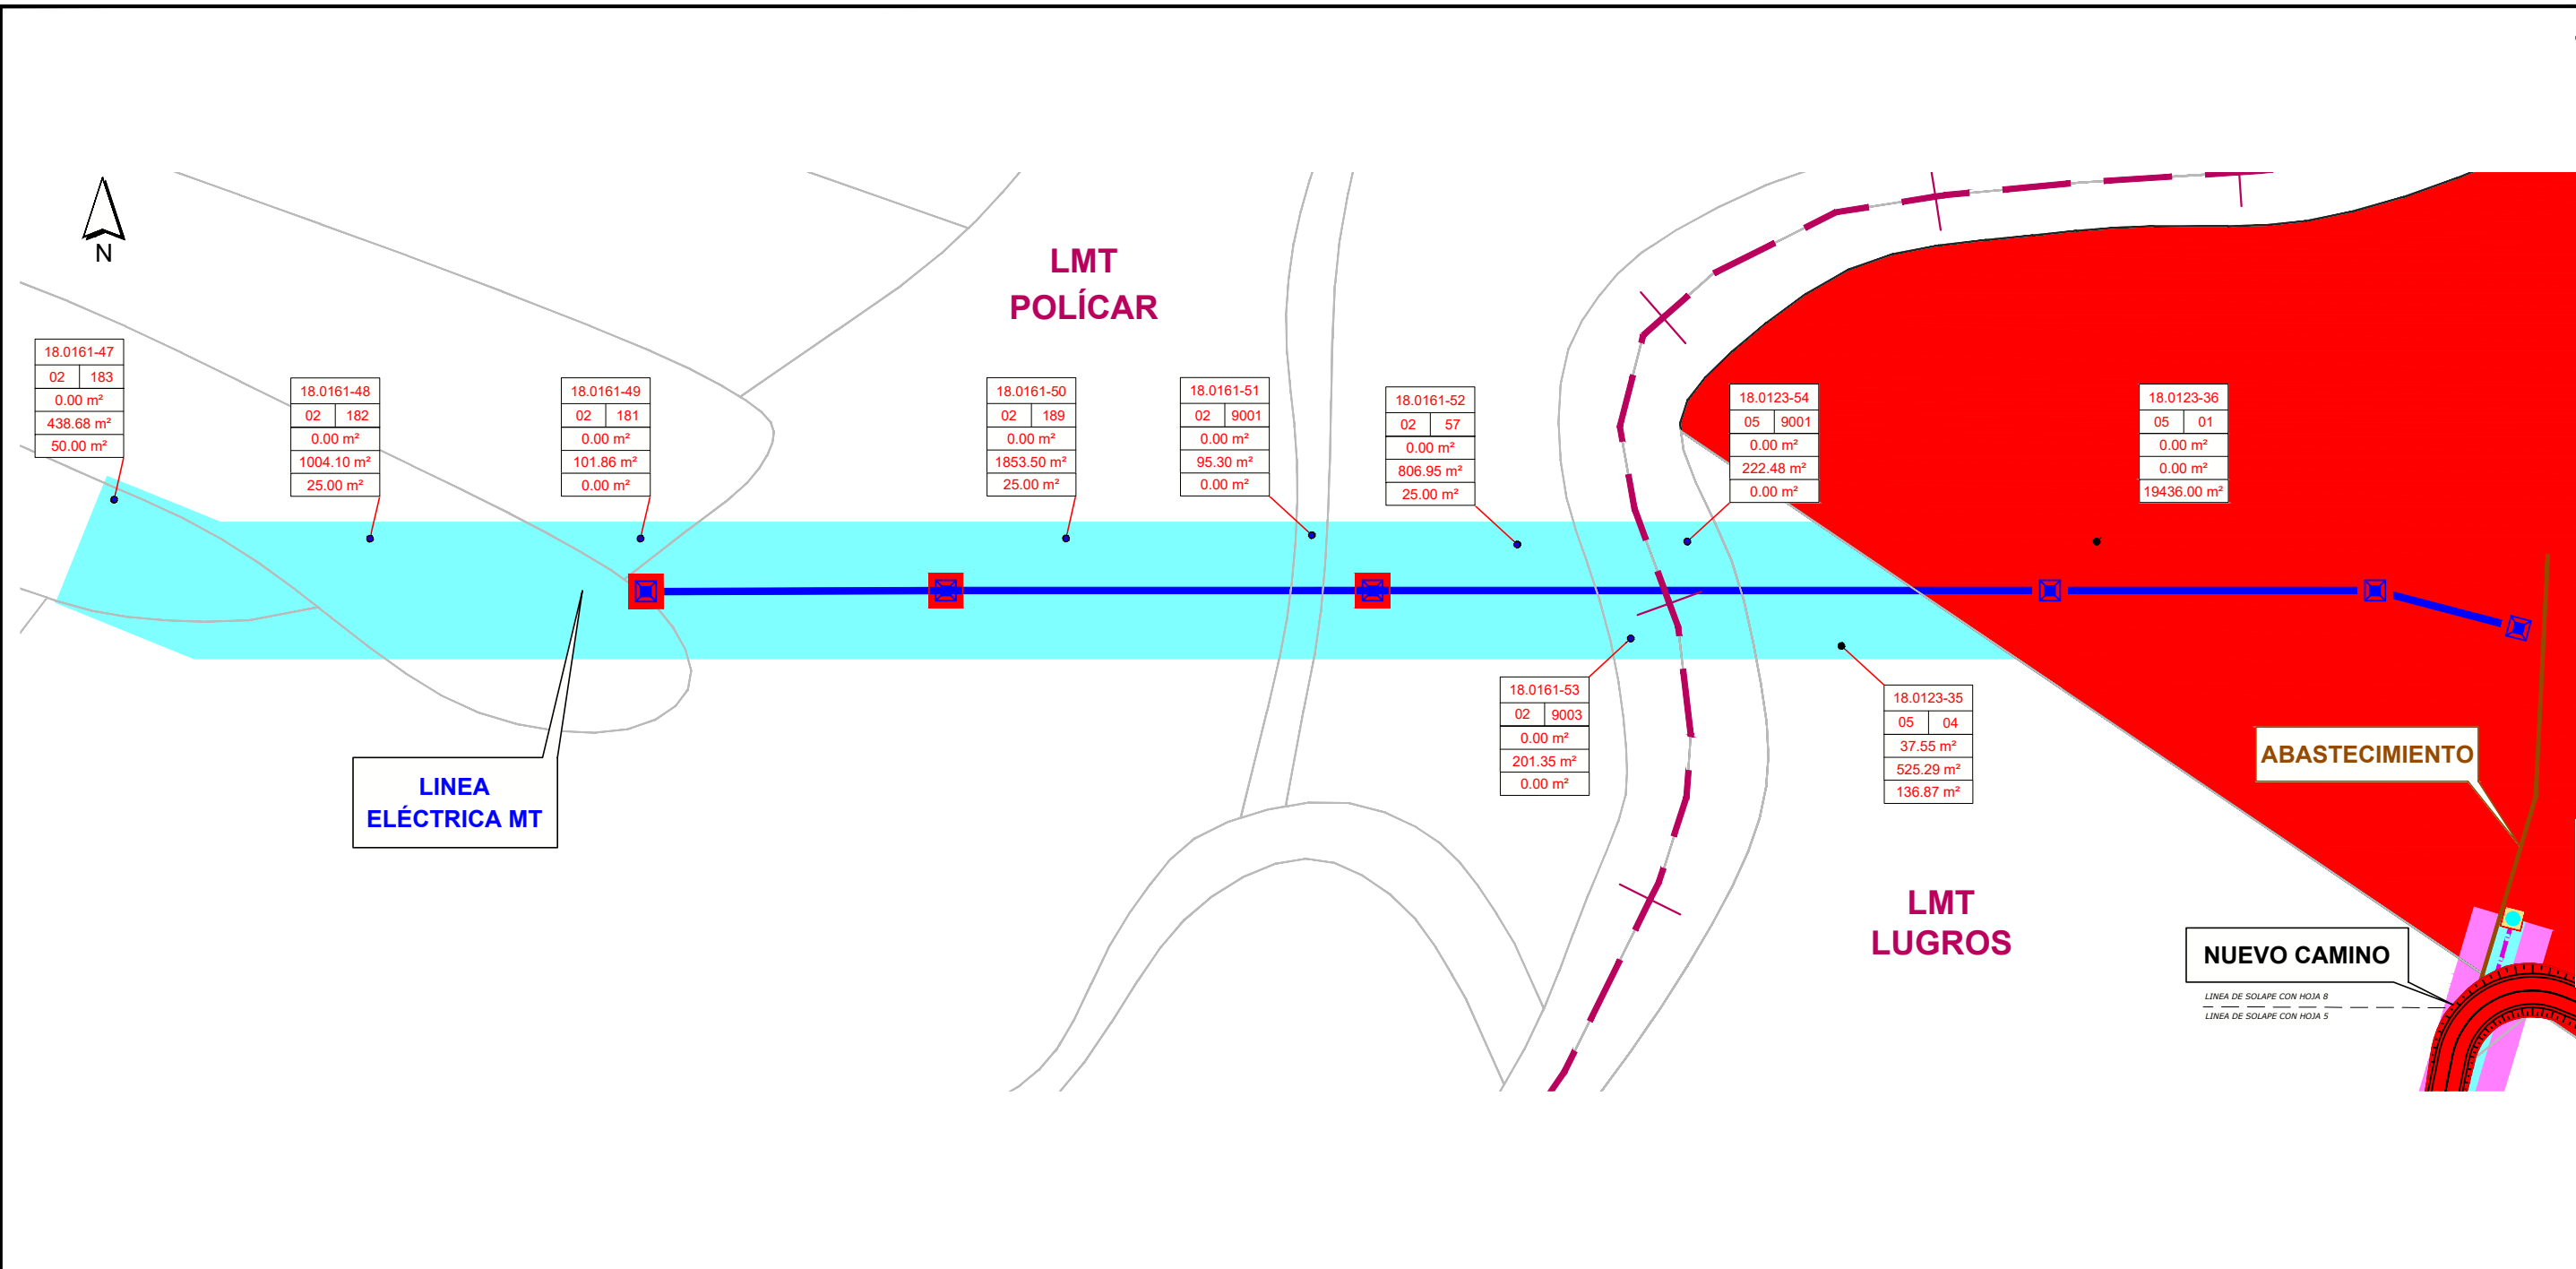 N
LMT
POLÍCAR
18.0161-47
02 183
0.00 m²
438.68 m²
50.00 m²
18.0161-48
02 182
0.00 m²
1004.10 m²
25.00 m²
18.0161-49
02 181
0.00 m²
101.86 m²
0.00 m²
18.0161-50
02 189
0.00 m²
1853.50 m²
25.00 m²
18.0161-51
02 9001
0.00 m²
95.30 m²
0.00 m²
18.0161-52
02 57
0.00 m²
806.95 m²
25.00 m²
18.0123-54
05 9001
0.00 m²
222.48 m²
0.00 m²
18.0123-36
05 01
0.00 m²
0.00 m²
19436.00 m²
18.0161-53
02 9003
0.00 m²
201.35 m²
0.00 m²
18.0123-35
05 04
37.55 m²
525.29 m²
136.87 m²
LINEA
ELÉCTRICA MT
ABASTECIMIENTO
LMT
LUGROS
NUEVO CAMINO
LINEA DE SOLAPE CON HOJA 8
LINEA DE SOLAPE CON HOJA 5